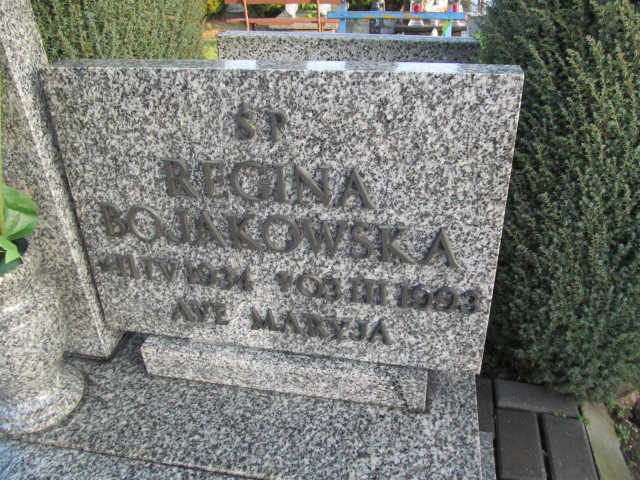 ŚP
REGINA
BOJAKOWSKA
*11 IV 1934 +03 III 1993
AVE MARYJA